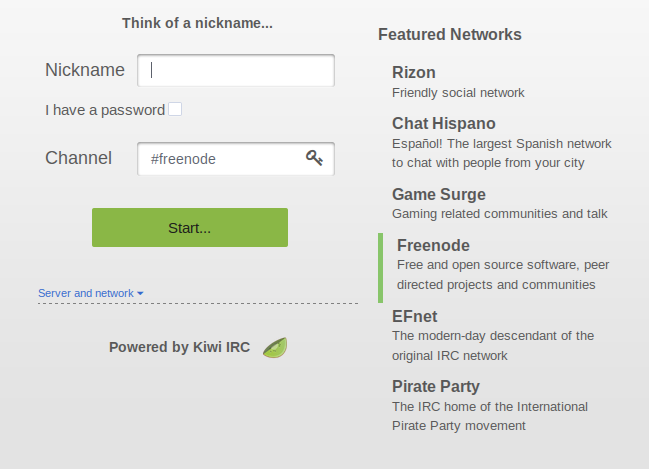 Think of a nickname...
Nickname
I have a password
Channel
#freenode
Start...
Server and network
Powered by Kiwi IRC
Featured Networks
Rizon
Friendly social network
Chat Hispano
Español! The largest Spanish network
to chat with people from your city
Game Surge
Gaming related communities and talk
Freenode
Free and open source software, peer
directed projects and communities
EFnet
The modern-day descendant of the
original IRC network
Pirate Party
The IRC home of the International
Pirate Party movement